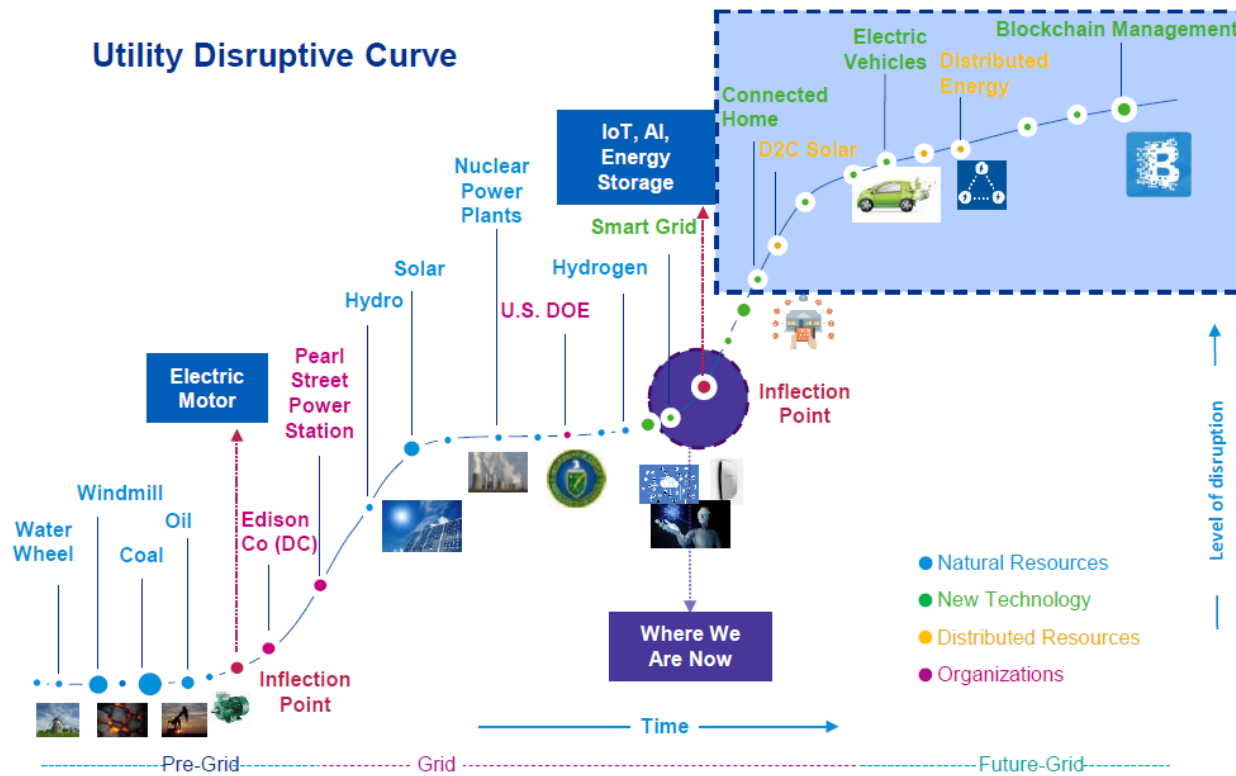 Utility Disruptive Curve
Blockchain Management
Electric
Vehicles
Distributed
Energy
Connected
Home
D2C Solar
IoT, AI,
Energy
Storage
Nuclear
Power
Plants
Smart Grid
Solar
Hydrogen
Hydro
U.S. DOE
Electric
Motor
Pearl
Street
Power
Station
Inflection
Point
Level of disruption
Windmill
Oil
Water
Wheel
Coal
Edison
Co (DC)
Natural Resources
New Technology
Distributed Resources
Organizations
Where We
Are Now
Inflection
Point
Time
Pre-Grid
Grid
Future-Grid